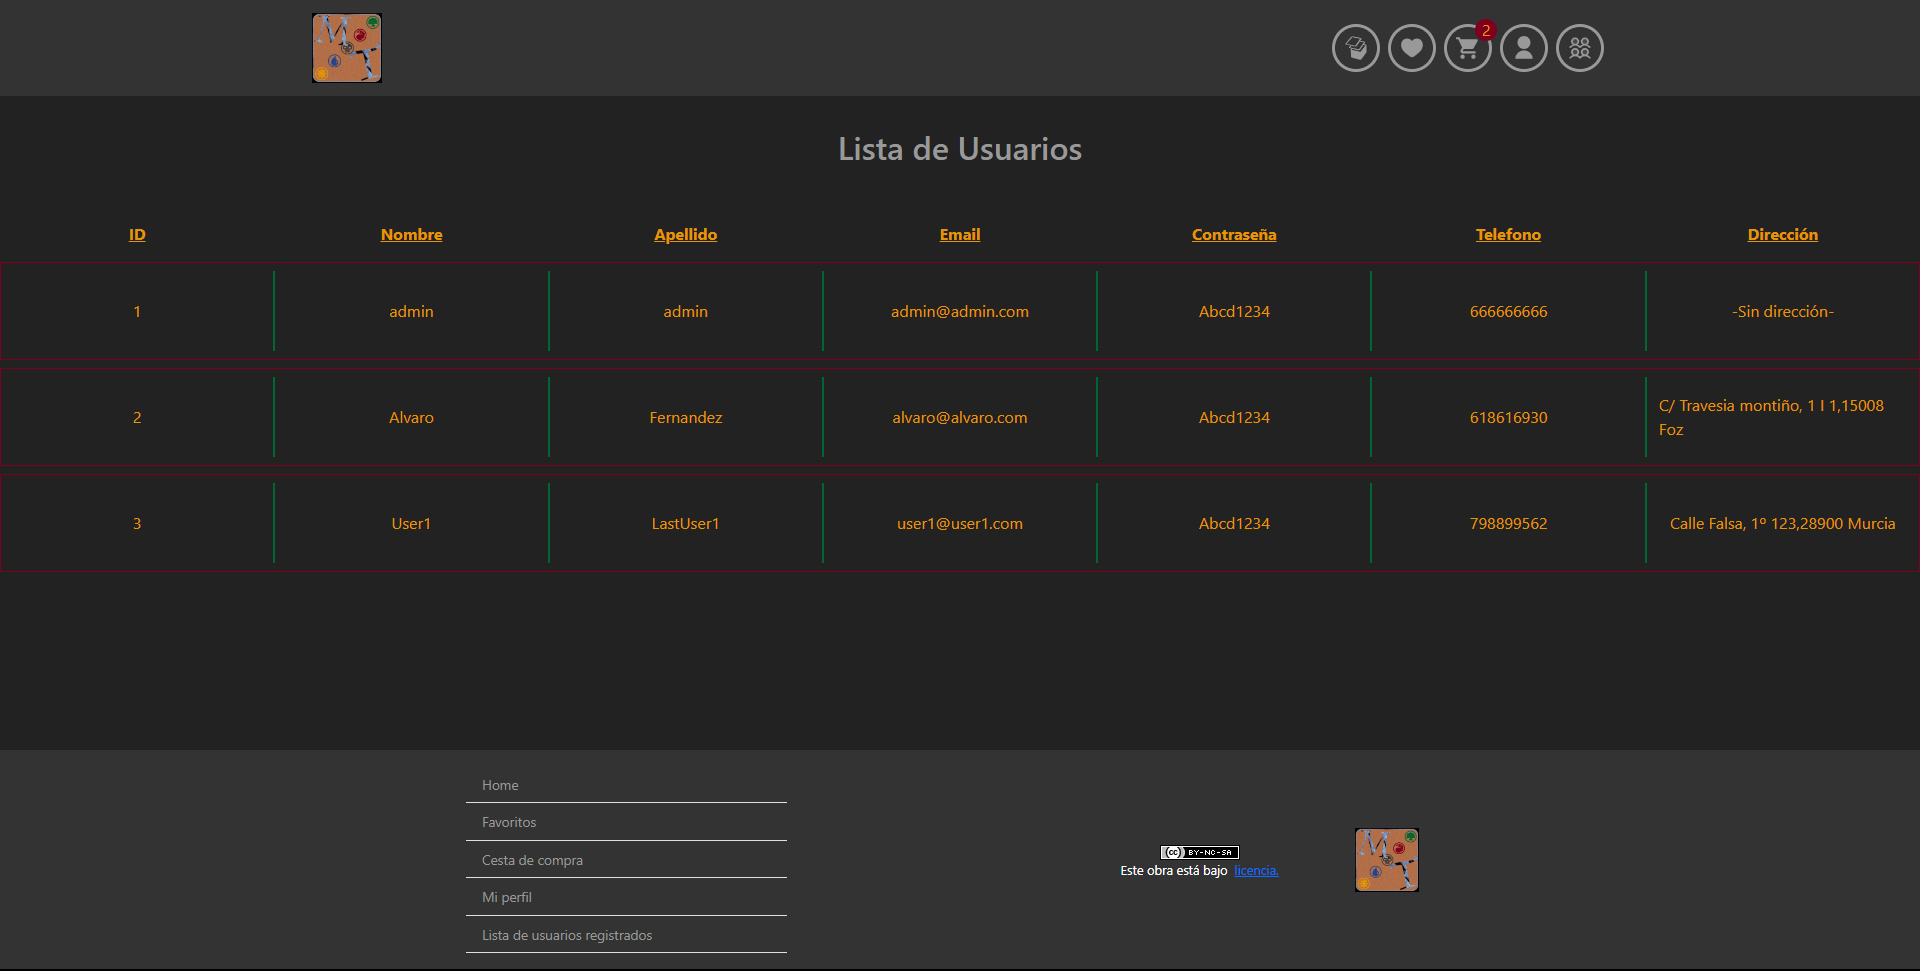 MT
2
Lista de Usuarios
ID Nombre Apellido Email Contraseña Telefono Dirección
1 admin admin admin@admin.com Abcd1234 666666666 -Sin dirección-
2 Alvaro Fernandez alvaro@alvaro.com Abcd1234 618616930 C/ Travesia montiño, 1 I 1,15008
Foz
3 User1 LastUser1 user1@user1.com Abcd1234 798899562 Calle Falsa, 1º 123,28900 Murcia
Home
Favoritos
Cesta de compra
Mi perfil
Lista de usuarios registrados
cc BY-NC-SA
Este obra está bajo licencia.
MT